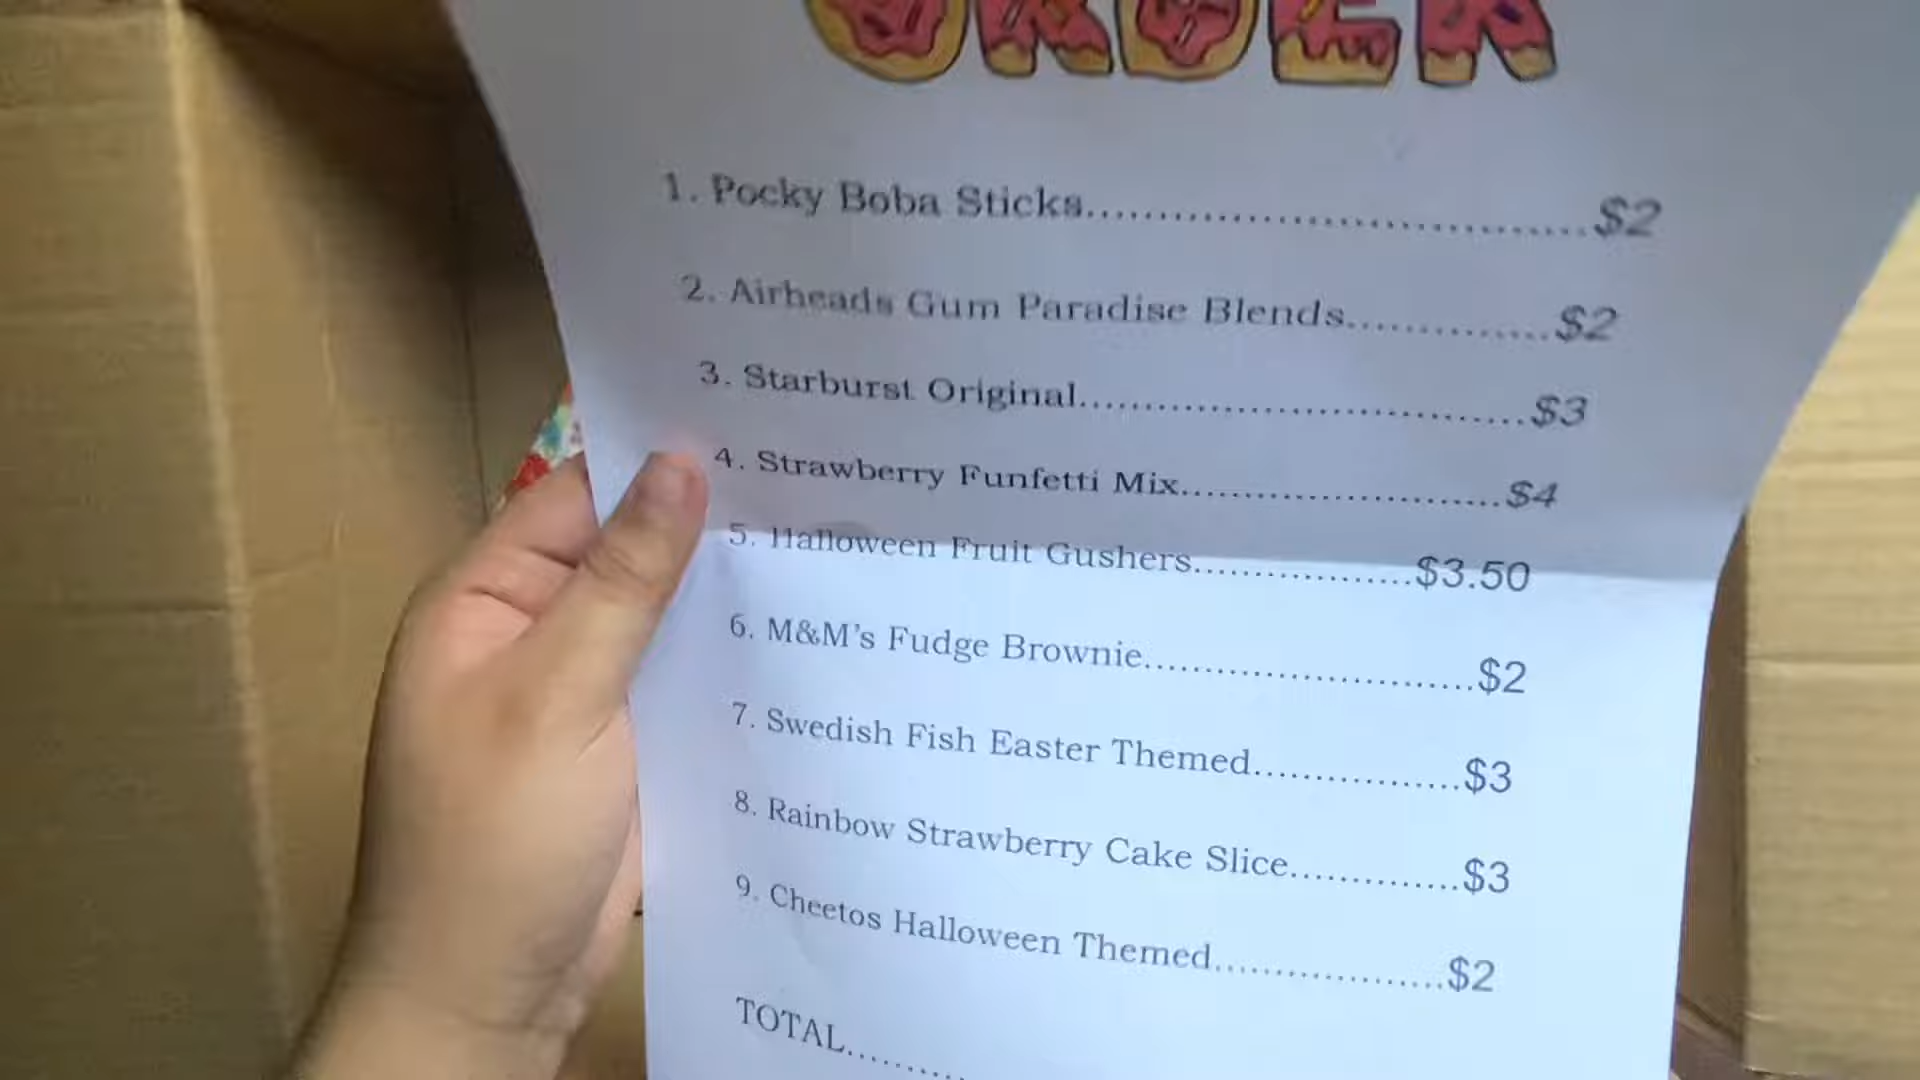 ORDER
1. Pocky Boba Sticks........................................$2
2. Airheads Gum Paradise Blends...............$2
3. Starburst Original...................................$3
4. Strawberry Funfetti Mix.........................$4
5. Halloween Fruit Gushers.................$3.50
6. M&M's Fudge Brownie..........................$2
7. Swedish Fish Easter Themed................$3
8. Rainbow Strawberry Cake Slice.............$3
9. Cheetos Halloween Themed..................$2
TOTAL.........